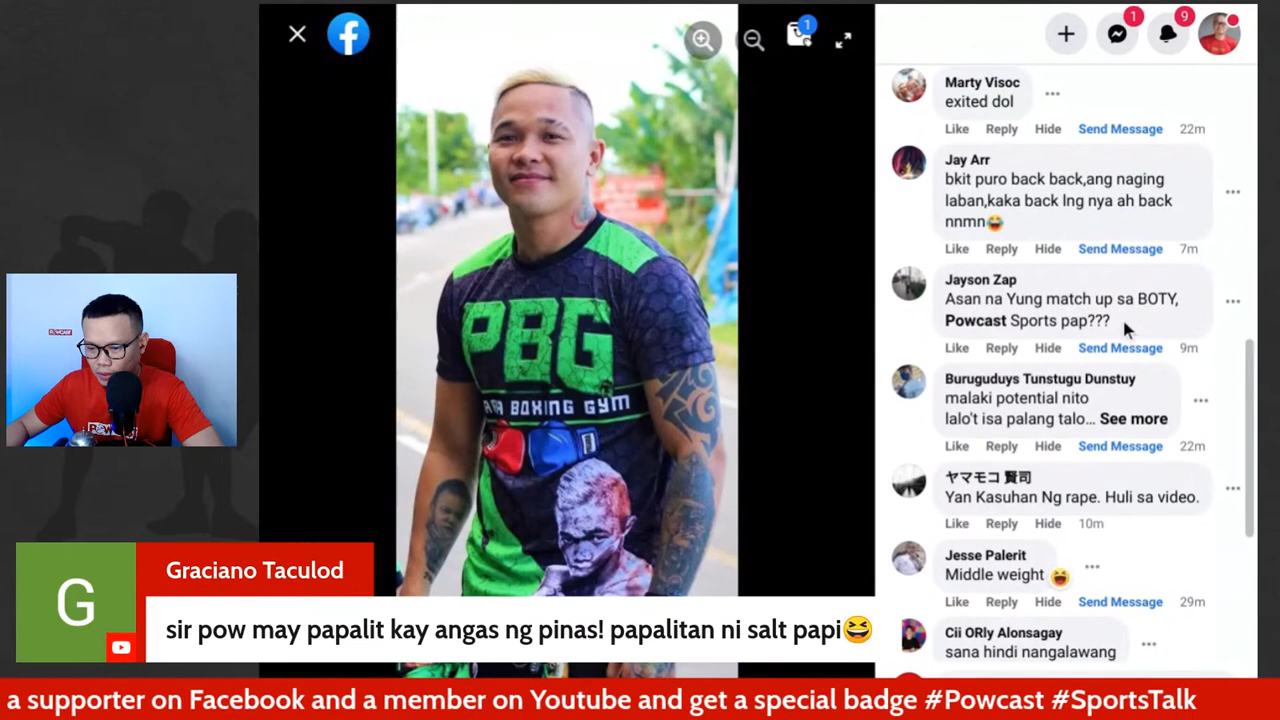 1
1
9
Marty Visoc
exited dol
Like Reply Hide Send Message 22m
Jay Arr
bkit puro back back,ang naging
laban,kaka back lng nya ah back
nnmn😂
Like Reply Hide Send Message 7m
Jayson Zap
Asan na Yung match up sa BOTY,
Powcast Sports pap???
Like Reply Hide Send Message 9m
Buruguduys Tunstugu Dunstuy
malaki potential nito
lalo't isa palang talo... See more
Like Reply Hide Send Message 22m
ヤマモコ 賢司
Yan Kasuhan Ng rape. Huli sa video.
Like Reply Hide 10m
Jesse Palerit
Middle weight 😆
Like Reply Hide Send Message 29m
Cii ORly Alonsagay
sana hindi nangalawang
PBG
BOXING GYM
POWCAST
G
Graciano Taculod
sir pow may papalit kay angas ng pinas! papalitan ni salt papi😆
a supporter on Facebook and a member on Youtube and get a special badge #Powcast #SportsTalk